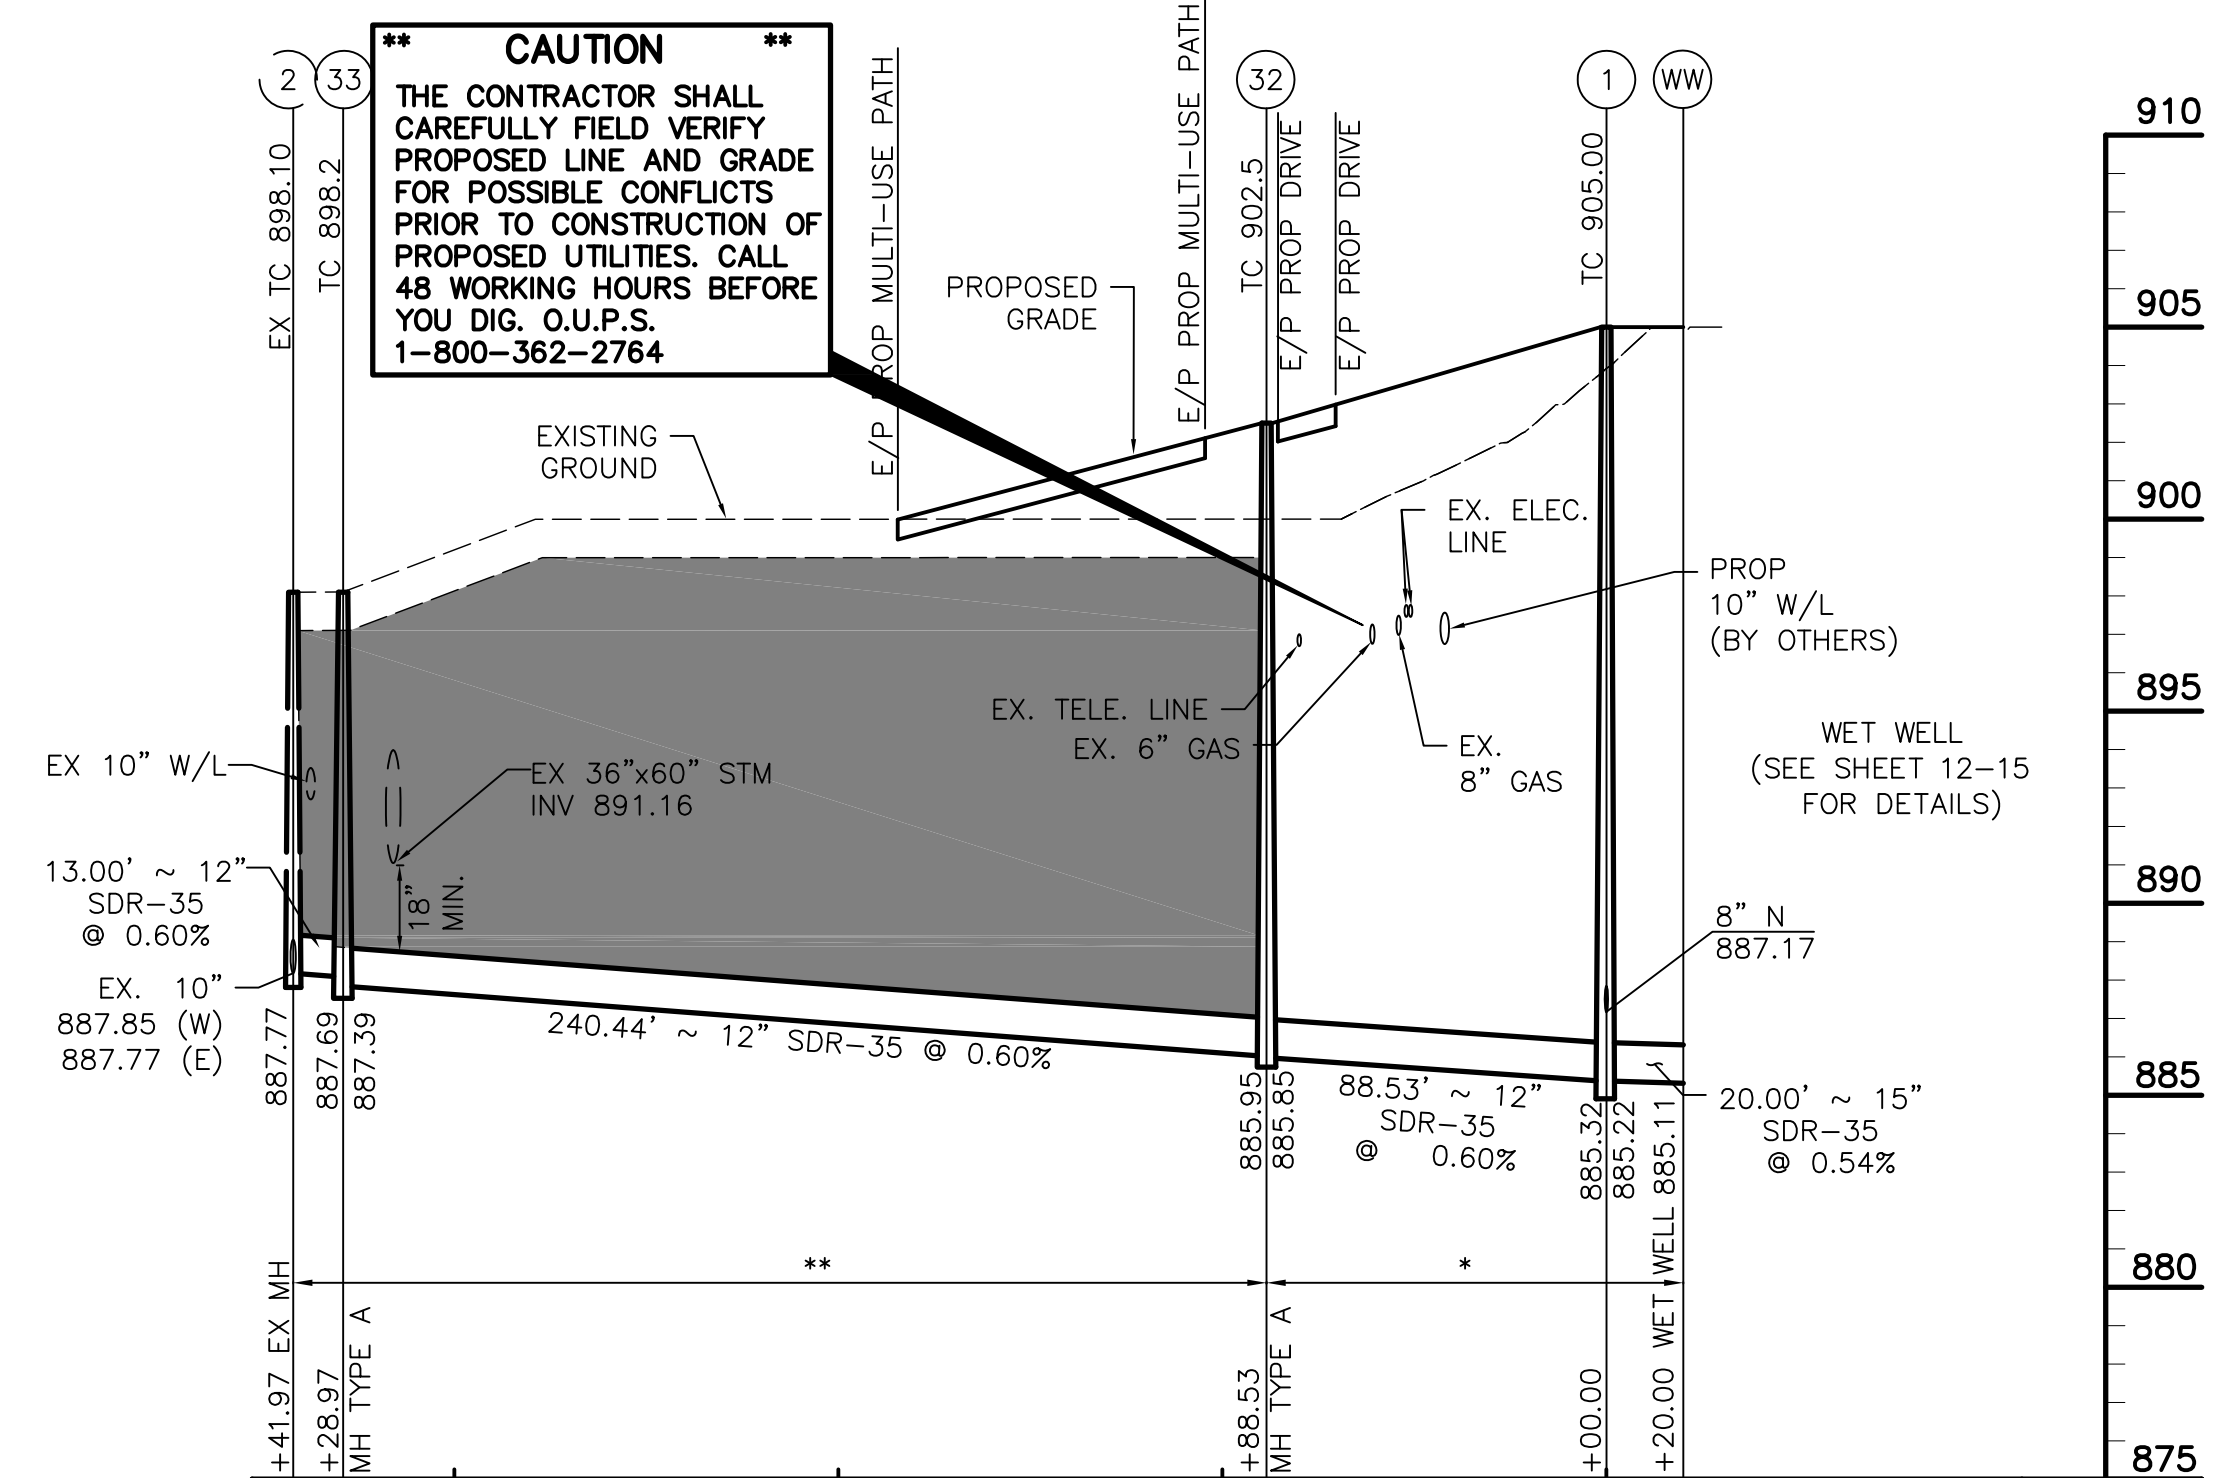 ** CAUTION **
THE CONTRACTOR SHALL
CAREFULLY FIELD VERIFY
PROPOSED LINE AND GRADE
FOR POSSIBLE CONFLICTS
PRIOR TO CONSTRUCTION OF
PROPOSED UTILITIES. CALL
48 WORKING HOURS BEFORE
YOU DIG. O.U.P.S.
1-800-362-2764
2
33
32
1
WW
EX TC 898.10
TC 898.2
E/P PROP MULTI-USE PATH
E/P PROP MULTI-USE PATH
TC 902.5
E/P PROP DRIVE
E/P PROP DRIVE
TC 905.00
910
905
900
895
890
885
880
875
PROPOSED
GRADE
EXISTING
GROUND
EX. ELEC.
LINE
PROP
10" W/L
(BY OTHERS)
EX. TELE. LINE
EX. 6" GAS
EX.
8" GAS
WET WELL
(SEE SHEET 12-15
FOR DETAILS)
EX 10" W/L
EX 36"x60" STM
INV 891.16
18"
MIN.
13.00' ~ 12"
SDR-35
@ 0.60%
EX. 10"
887.85 (W)
887.77 (E)
8" N
887.17
240.44' ~ 12" SDR-35 @ 0.60%
88.53' ~ 12"
SDR-35
@ 0.60%
20.00' ~ 15"
SDR-35
@ 0.54%
887.77
887.69
887.39
885.95
885.85
885.32
885.22
**
*
+41.97 EX MH
+28.97
MH TYPE A
+88.53
MH TYPE A
+00.00
+20.00 WET WELL 885.11